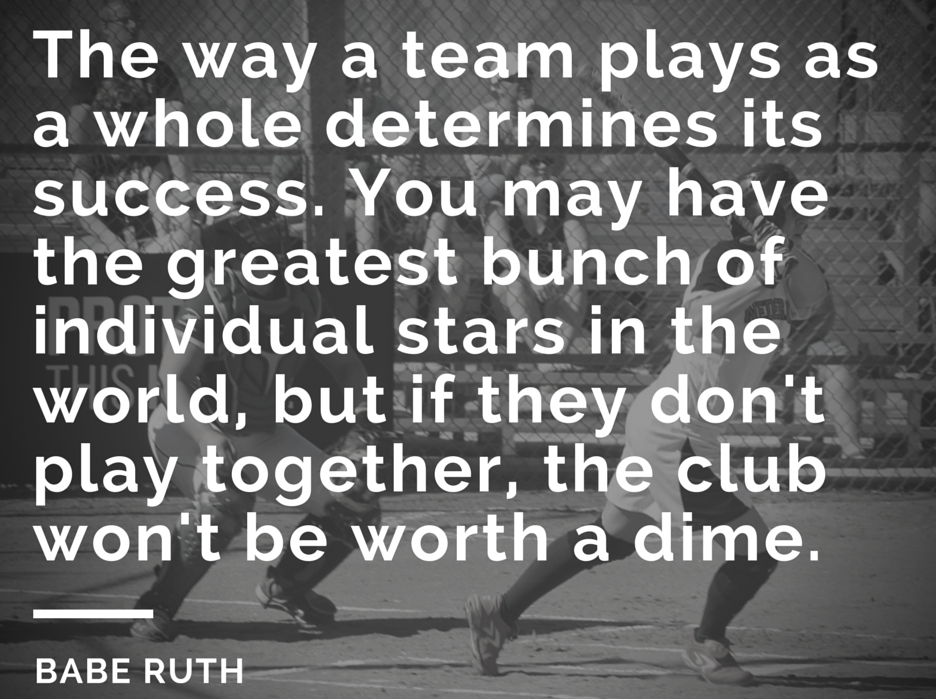 The way a team plays as
a whole determines its
success. You may have
the greatest bunch of
individual stars in the
world, but if they don't
play together, the club
won't be worth a dime.
BABE RUTH